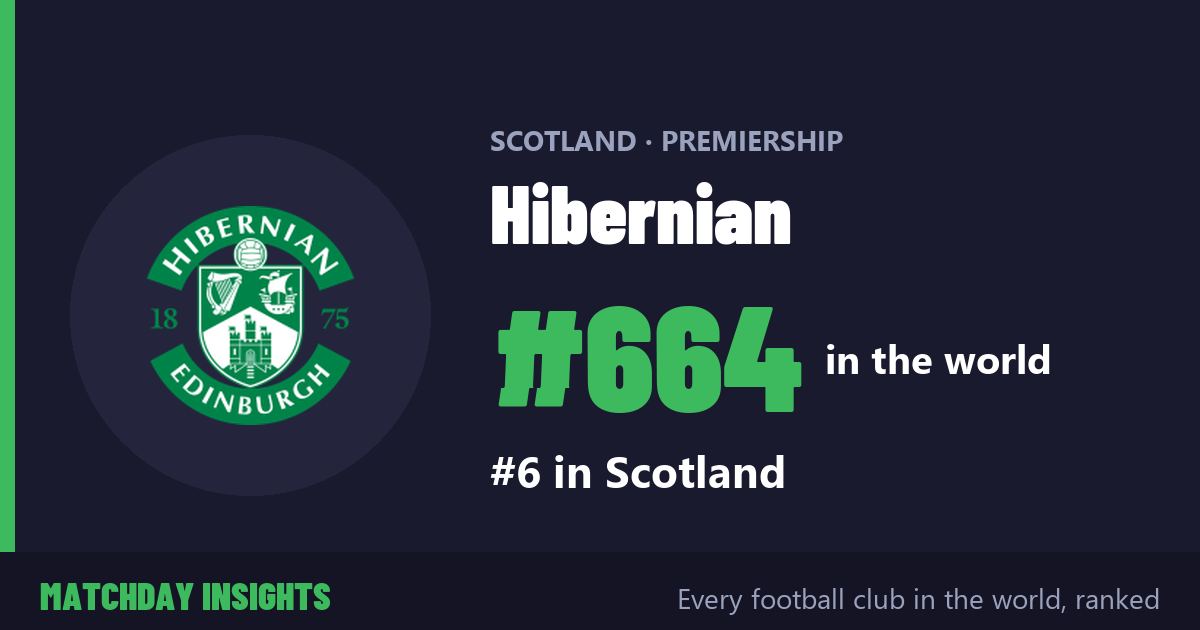 SCOTLAND · PREMIERSHIP
Hibernian
HIBERNIAN
18 75
EDINBURGH
#664 in the world
#6 in Scotland
MATCHDAY INSIGHTS
Every football club in the world, ranked